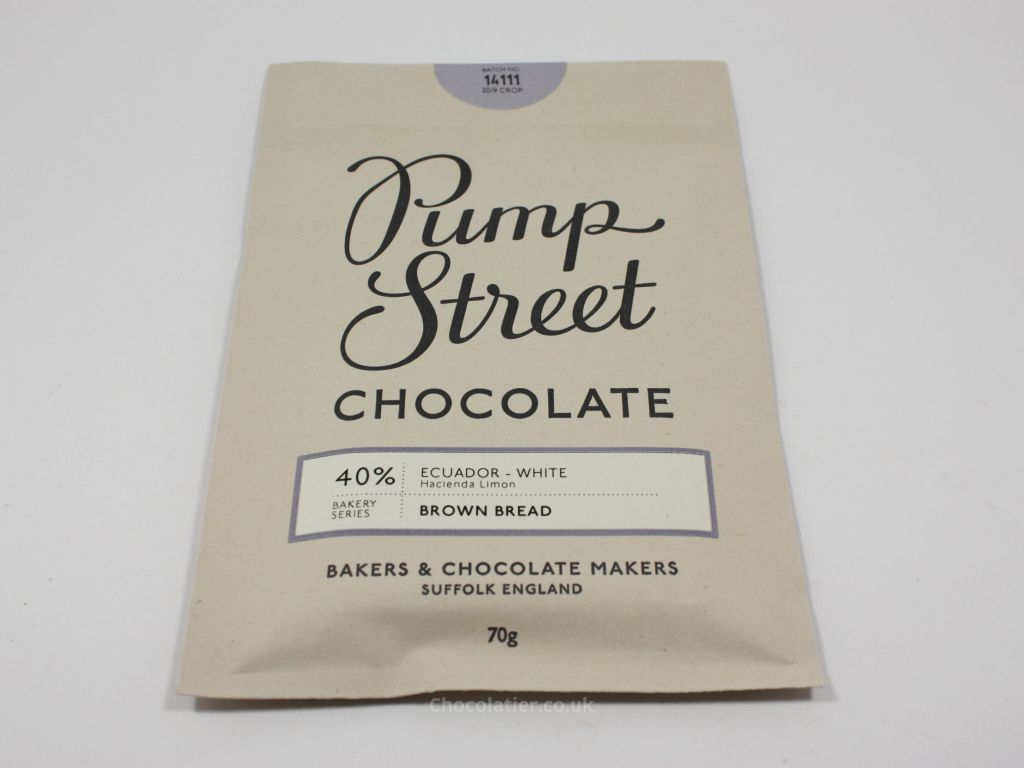 BATCH NO.
14111
2019 CROP
Pump
Street
CHOCOLATE
40%
ECUADOR - WHITE
Hacienda Limon
BAKERY
SERIES
BROWN BREAD
BAKERS & CHOCOLATE MAKERS
SUFFOLK ENGLAND
70g
Chocolatier.co.uk